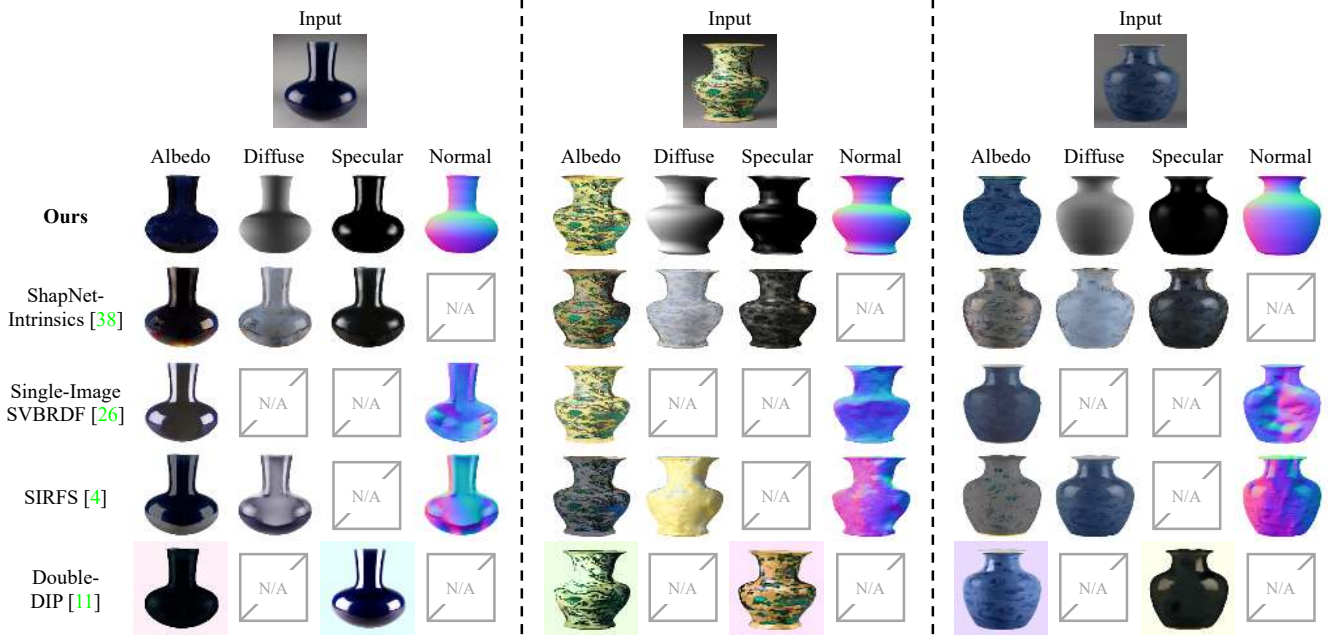 Input Input Input
Albedo Diffuse Specular Normal Albedo Diffuse Specular Normal Albedo Diffuse Specular Normal
Ours
ShapNet-
Intrinsics [38]
N/A N/A N/A
Single-Image
SVBRDF [26]
N/A N/A N/A N/A N/A N/A
SIRFS [4]
N/A N/A N/A
Double-
DIP [11]
N/A N/A N/A N/A N/A N/A